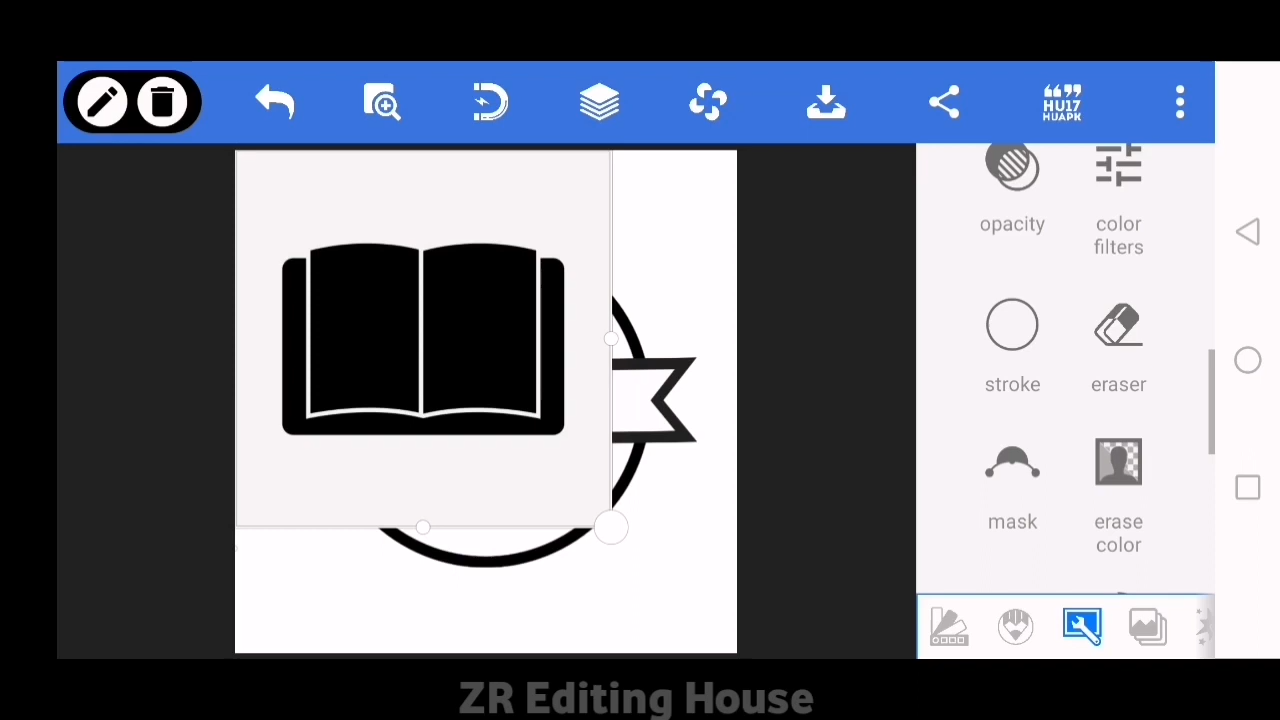 HU17
HUAPK
opacity
color
filters
stroke
eraser
mask
erase
color
ZR Editing House